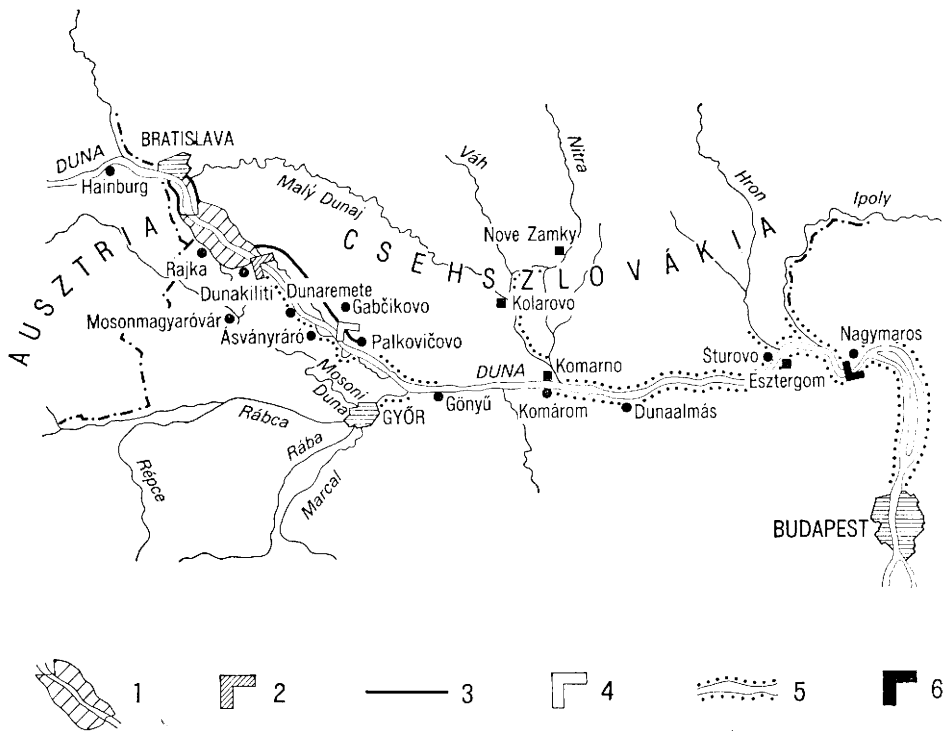 BRATISLAVA
DUNA
Hainburg
Malý Dunaj
Váh
Nitra
Hron
Ipoly
AUSZTRIA
CSEHSZLOVÁKIA
Nove Zamky
Rajka
Dunakiliti
Dunaremete
Gabčikovo
Kolarovo
Mosonmagyaróvár
Ásványráró
Palkovičovo
Nagymaros
Šturovo
Esztergom
DUNA
Komarno
Mosoni
Duna
GYŐR
Gönyű
Komárom
Dunaalmás
Rábca
Rába
Répce
Marcal
BUDAPEST
1 2 3 4 5 6